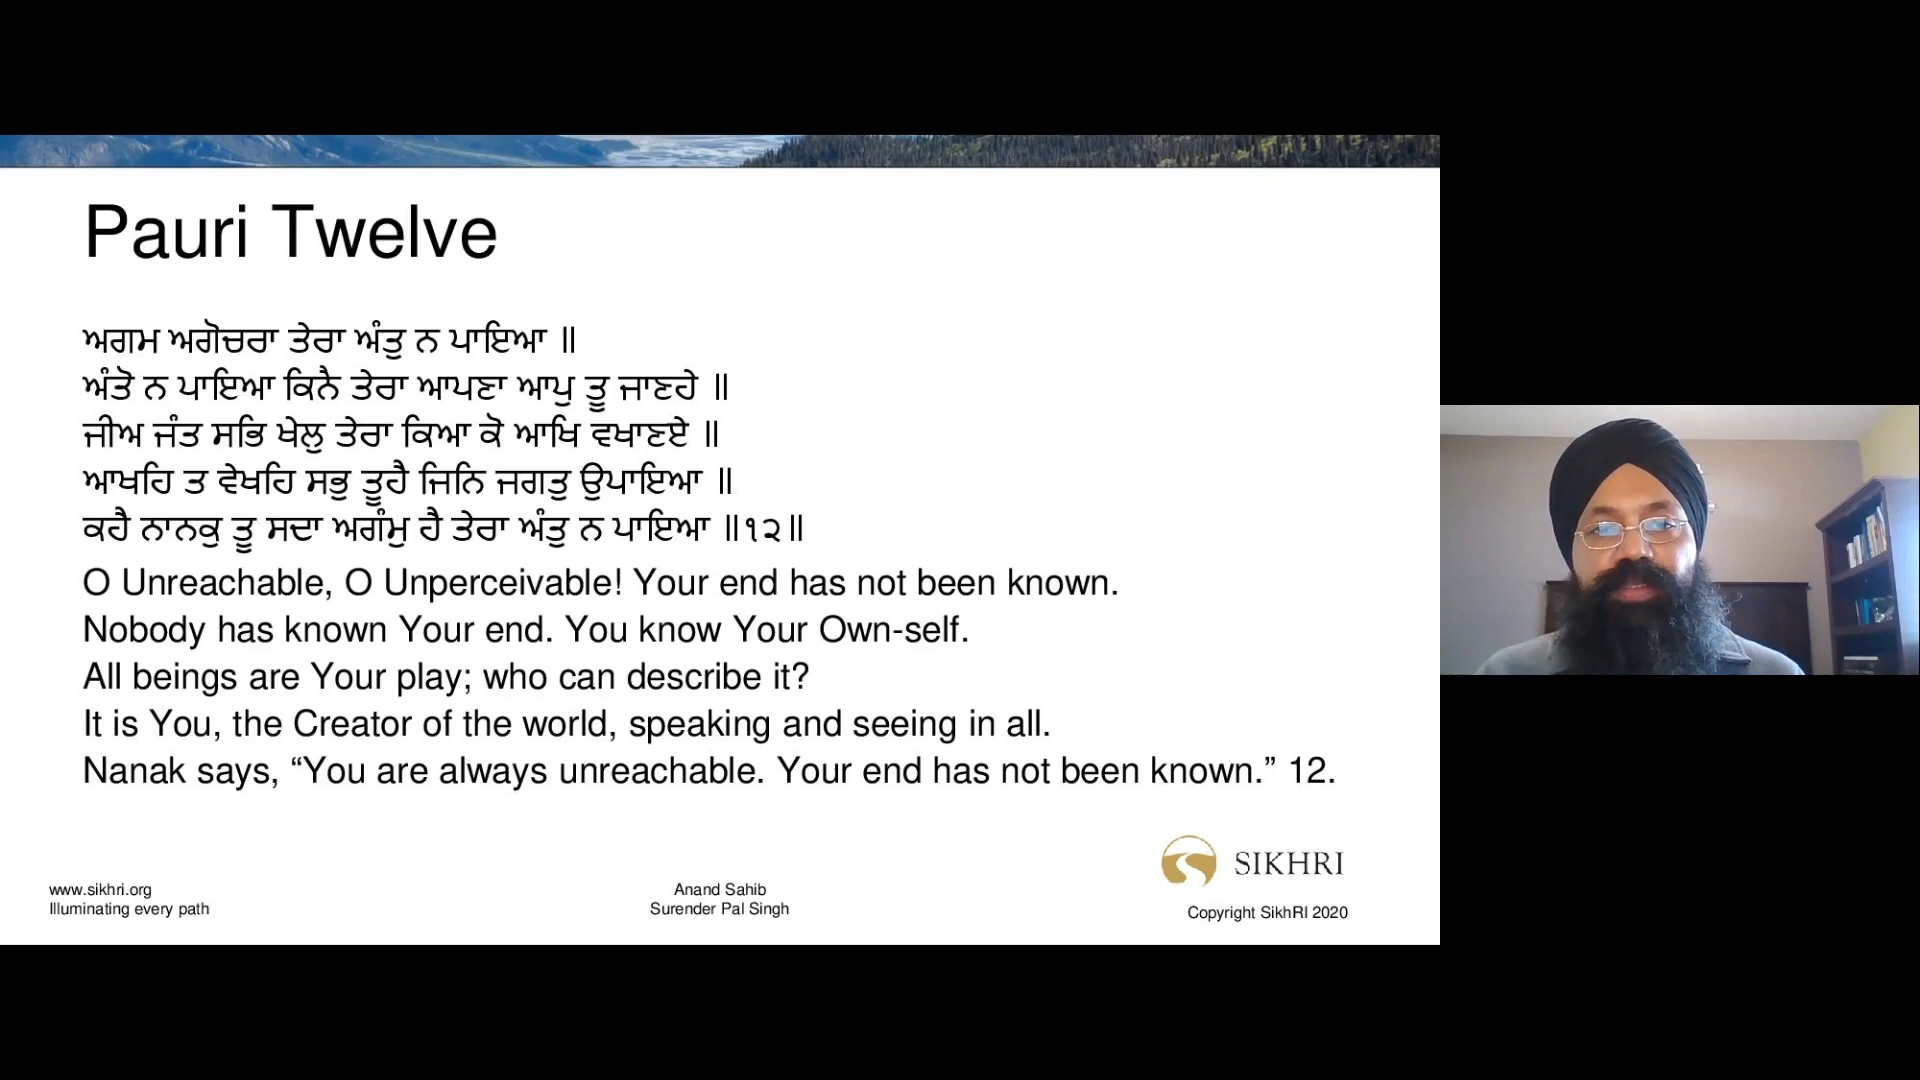 Pauri Twelve
ਅਗਮ ਅਗੋਚਰਾ ਤੇਰਾ ਅੰਤੁ ਨ ਪਾਇਆ ॥
ਅੰਤੋ ਨ ਪਾਇਆ ਕਿਨੈ ਤੇਰਾ ਆਪਣਾ ਆਪੁ ਤੂ ਜਾਣਹੇ ॥
ਜੀਅ ਜੰਤ ਸਭਿ ਖੇਲੁ ਤੇਰਾ ਕਿਆ ਕੋ ਆਖਿ ਵਖਾਣਏ ॥
ਆਖਹਿ ਤ ਵੇਖਹਿ ਸਭੁ ਤੂਹੈ ਜਿਨਿ ਜਗਤੁ ਉਪਾਇਆ ॥
ਕਹੈ ਨਾਨਕੁ ਤੂ ਸਦਾ ਅਗੰਮੁ ਹੈ ਤੇਰਾ ਅੰਤੁ ਨ ਪਾਇਆ ॥੧੨॥
O Unreachable, O Unperceivable! Your end has not been known.
Nobody has known Your end. You know Your Own-self.
All beings are Your play; who can describe it?
It is You, the Creator of the world, speaking and seeing in all.
Nanak says, “You are always unreachable. Your end has not been known.” 12.
SIKHRI
www.sikhri.org
Illuminating every path
Anand Sahib
Surender Pal Singh
Copyright SikhRI 2020